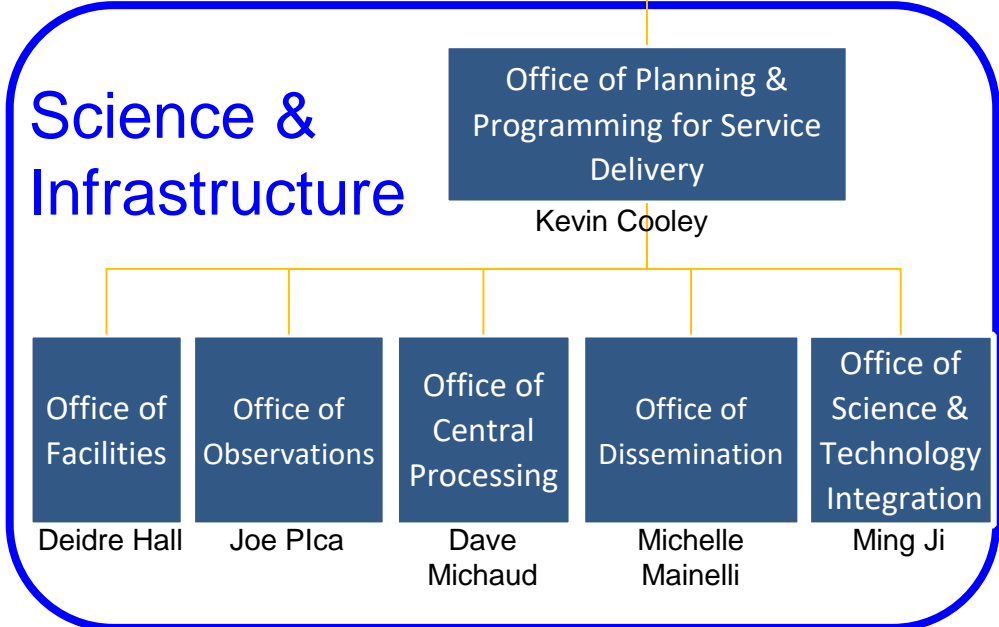 Science &
Infrastructure
Office of Planning &
Programming for Service
Delivery
Kevin Cooley
Office of
Facilities
Deidre Hall
Office of
Observations
Joe PIca
Office of
Central
Processing
Dave
Michaud
Office of
Dissemination
Michelle
Mainelli
Office of
Science &
Technology
Integration
Ming Ji